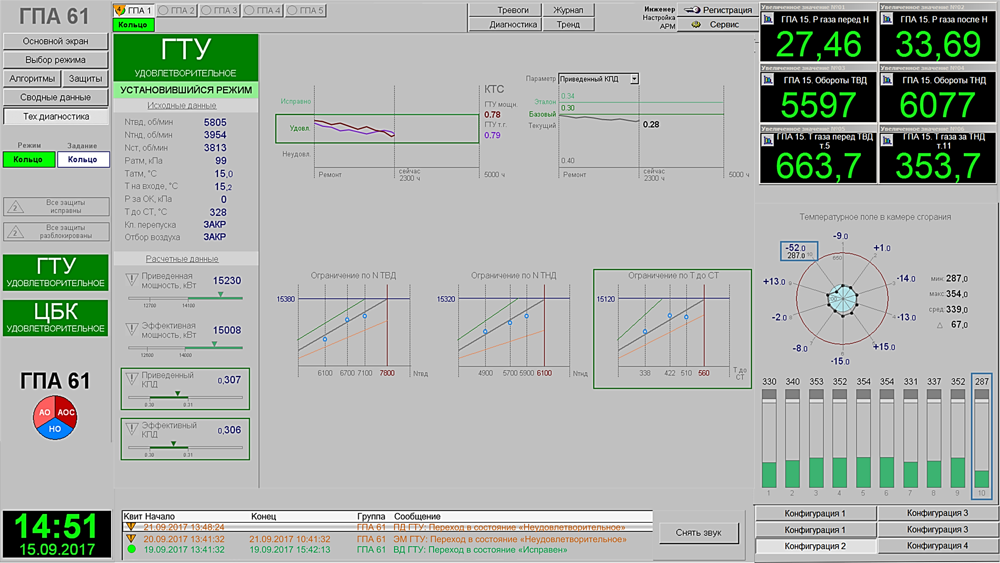 ГПА 61
Основной экран
Выбор режима
Алгоритмы Защиты
Сводные данные
Тех.диагностика
Режим Задание
Кольцо Кольцо
2 Все защиты
исправны
2 Все защиты
разблокированы
ГТУ
УДОВЛЕТВОРИТЕЛЬНОЕ
ЦБК
УДОВЛЕТВОРИТЕЛЬНОЕ
ГПА 61
АО АОС
НО
14:51
15.09.2017
4 ГПА 1 ГПА 2 ГПА 3 ГПА 4 ГПА 5
Кольцо
Тревоги Журнал
Диагностика Тренд
Инженер
Настройка
АРМ
Регистрация
Сервис
ГТУ
УДОВЛЕТВОРИТЕЛЬНОЕ
УСТАНОВИВШИЙСЯ РЕЖИМ
Исходные данные
Nтвд, об/мин 5805
Nтнд, об/мин 3954
Nст, об/мин 3813
Ратм, кПа 99
Татм, °С 15,0
Т на входе, °С 15,2
Р за ОК, кПа 0
Т до СТ, °С 328
Кл. перепуска ЗАКР
Отбор воздуха ЗАКР
Расчетные данные
Приведенная
мощность, кВт 15230
12700 14100
Эффективная
мощность, кВт 15008
12600 14000
Приведенный
КПД 0,307
0.30 0.31
Эффективный
КПД 0,306
0.30 0.31
Исправно
Удовл.
Неудовл.
Ремонт
сейчас
2300 ч
5000 ч
КТС
ГТУ мощн.
0.78
ГТУ т.г.
0.79
Параметр Приведенный КПД
0.34
Эталон
0.30
Базовый
Текущий 0.28
0.40
Ремонт
сейчас
2300 ч
5000 ч
Ограничение по N ТВД
15380
6100 6700 7100 7800 Nтвд
Ограничение по N ТНД
15320
4900 5700 5900 6100 Nтнд
Ограничение по Т до СТ
15120
338 422 510 560 Т до
СТ
Увеличенное значение №01
ГПА 15. Р газа перед Н
27,46
Увеличенное значение №02
ГПА 15. Р газа после Н
33,69
Увеличенное значение №03
ГПА 15. Обороты ТВД
5597
Увеличенное значение №04
ГПА 15. Обороты ТНД
6077
Увеличенное значение №05
ГПА 15. Т газа перед ТВД
т.5
663,7
Увеличенное значение №06
ГПА 15. Т газа за ТНД
т.11
353,7
Температурное поле в камере сгорания
-9.0
-52.0
287.0
+1.0
+13.0
-14.0
-2.0
-13.0
-8.0
+15.0
-15.0
1 2 3 4 5 6 7 8 9 10
650
200
мин: 287,0
макс: 354,0
сред: 339,0
△ 67,0
330 340 353 352 354 354 331 337 352 287
1 2 3 4 5 6 7 8 9 10
Конфигурация 1 Конфигурация 3
Конфигурация 1 Конфигурация 3
Конфигурация 2 Конфигурация 4
Квит Начало Конец Группа Сообщение
21.09.2017 13:48:24 ГПА 61 ПД ГТУ: Переход в состояние «Неудовлетворительное»
20.09.2017 13:41:32 21.09.2017 10:41:32 ГПА 61 ЭМ ГТУ: Переход в состояние «Неудовлетворительное»
19.09.2017 13:41:32 19.09.2017 15:42:13 ГПА 61 ВД ГТУ: Переход в состояние «Исправен»
Снять звук